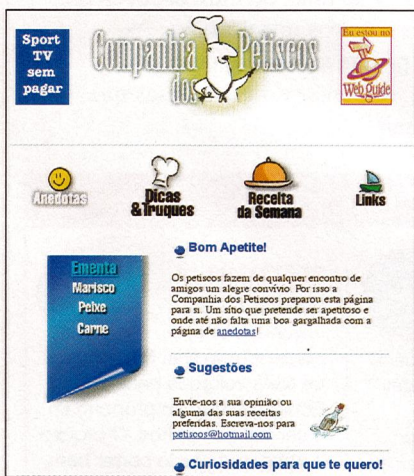 Sport
TV
sem
pagar
Companhia
dos Petiscos
Eu estou no
Web guide
Anedotas
Dicas
& Truques
Receita
da Semana
Links
Ementa
Marisco
Peixe
Carne
Bom Apetite!
Os petiscos fazem de qualquer encontro de
amigos um alegre convívio. Por isso a
Companhia dos Petiscos preparou esta página
para si. Um sítio que pretende ser apetitoso e
onde até não falta uma boa gargalhada com a
página de anedotas!
Sugestões
Envie-nos a sua opinião ou
alguma das suas receitas
preferidas. Escreva-nos para
petiscos@hotmail.com
Curiosidades para que te quero!